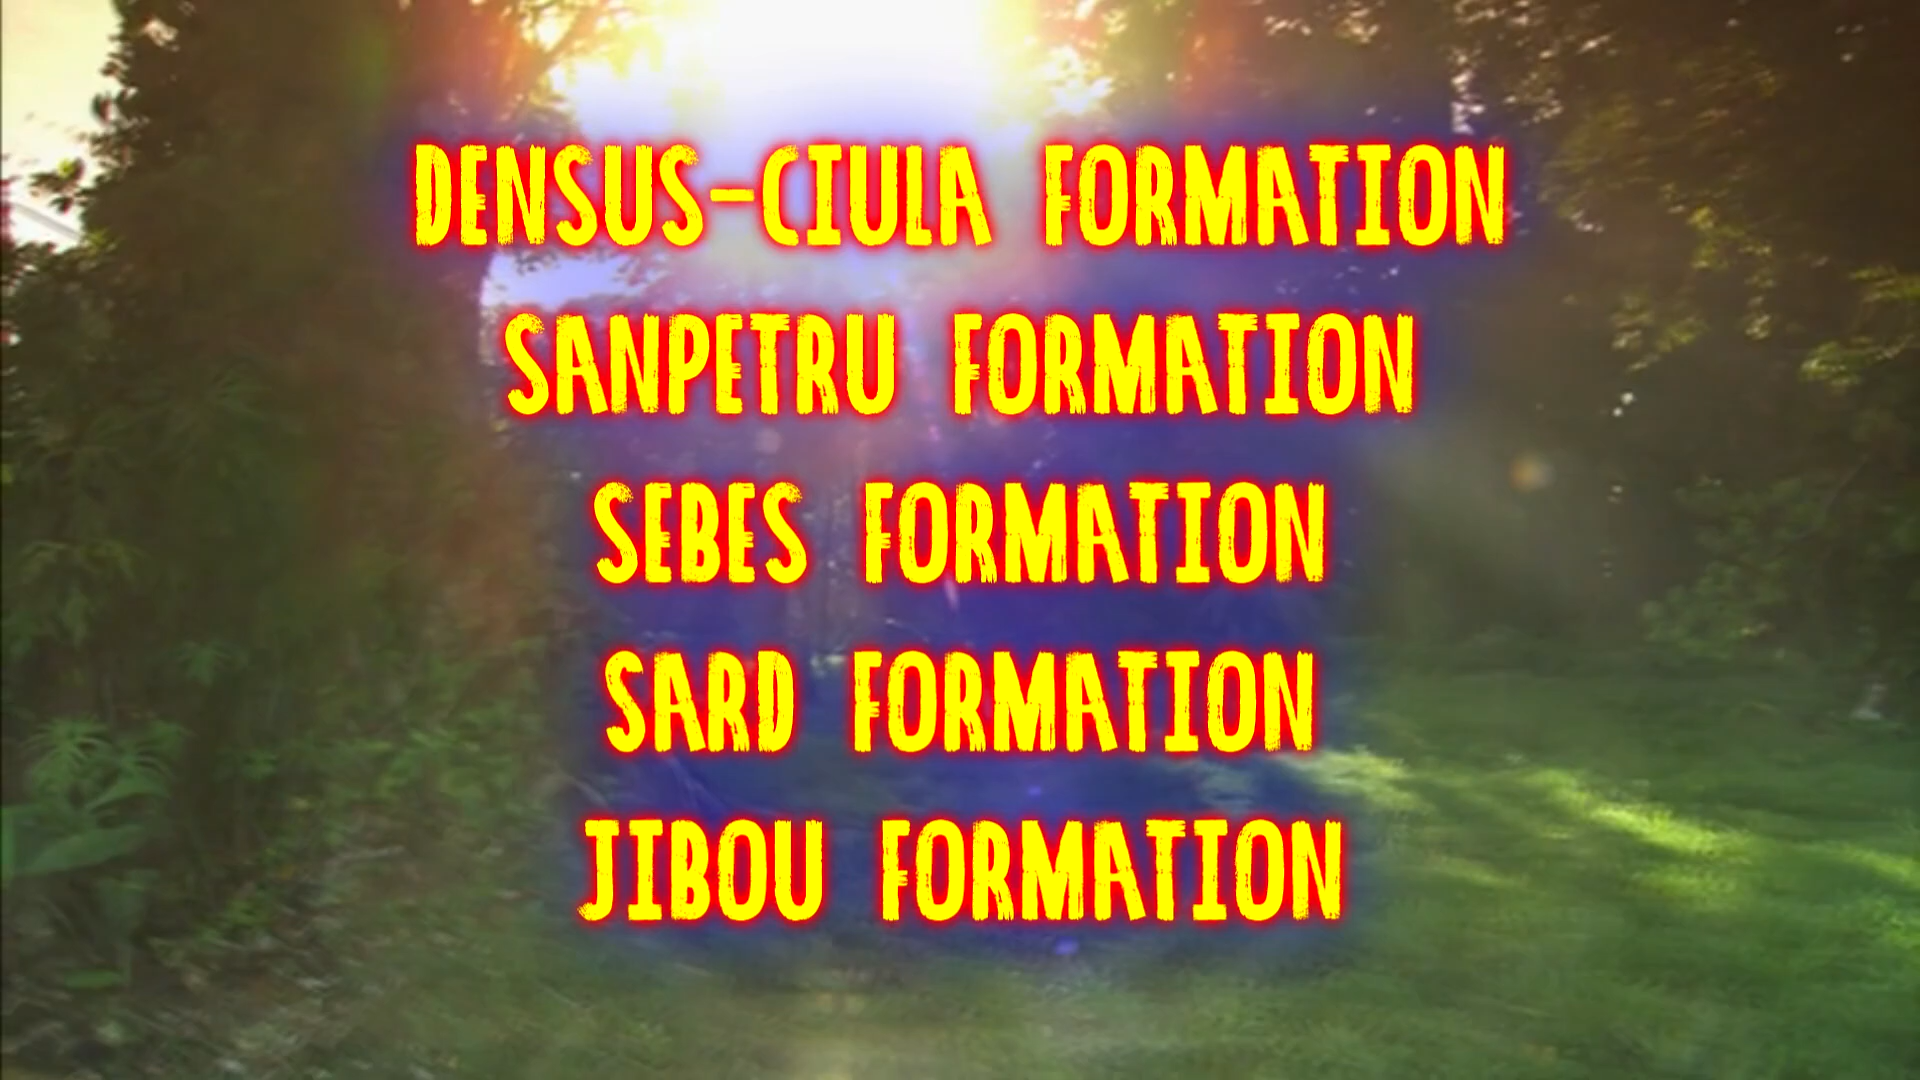 DENSUS-CIULA FORMATION
SANPETRU FORMATION
SEBES FORMATION
SARD FORMATION
JIBOU FORMATION